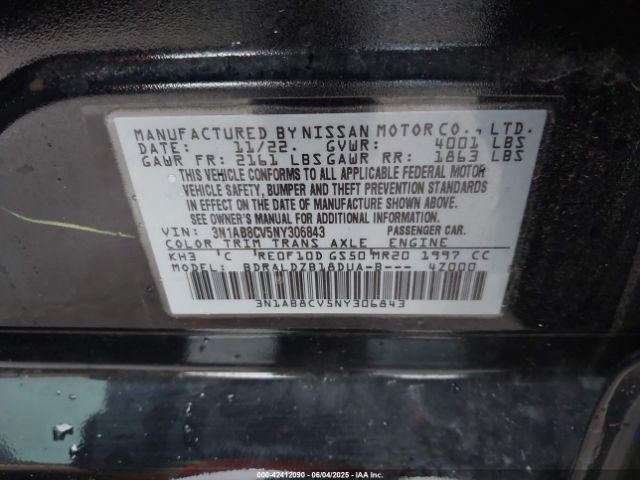 MANUFACTURED BY NISSAN MOTOR CO., LTD.
DATE: 11/22. GVWR: 4001 LBS
GAWR FR: 2161 LBS GAWR RR: 1863 LBS
THIS VEHICLE CONFORMS TO ALL APPLICABLE FEDERAL MOTOR
VEHICLE SAFETY, BUMPER AND THEFT PREVENTION STANDARDS
IN EFFECT ON THE DATE OF MANUFACTURE SHOWN ABOVE.
SEE OWNER'S MANUAL FOR ADDITIONAL INFORMATION.
VIN: 3N1AB8CV5NY306843 PASSENGER CAR.
COLOR TRIM TRANS AXLE ENGINE
KH3 'C 'RE0F10D GS50'MR20 1997 CC
MODEL: BDRALDZB18DUA-B--- 4Z000
3N1AB8CV5NY306843
000-42412090 - 06/04/2025 - ©IAA Inc.